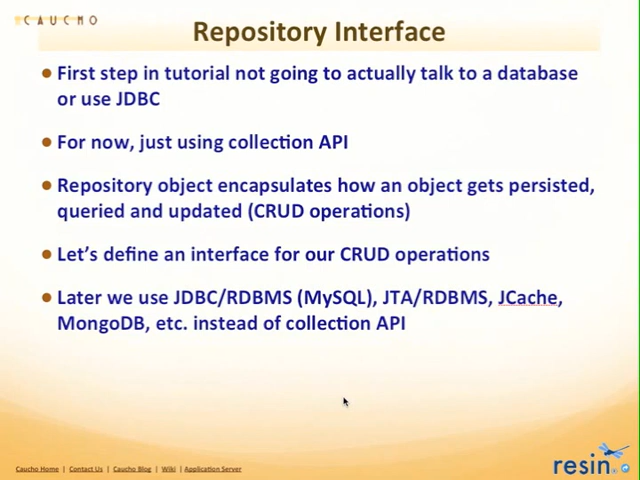 CAUCHO
Repository Interface
• First step in tutorial not going to actually talk to a database
or use JDBC
• For now, just using collection API
• Repository object encapsulates how an object gets persisted,
queried and updated (CRUD operations)
• Let's define an interface for our CRUD operations
• Later we use JDBC/RDBMS (MySQL), JTA/RDBMS, JCache,
MongoDB, etc. instead of collection API
Caucho Home | Contact Us | Caucho Blog | Wiki | Application Server
resin